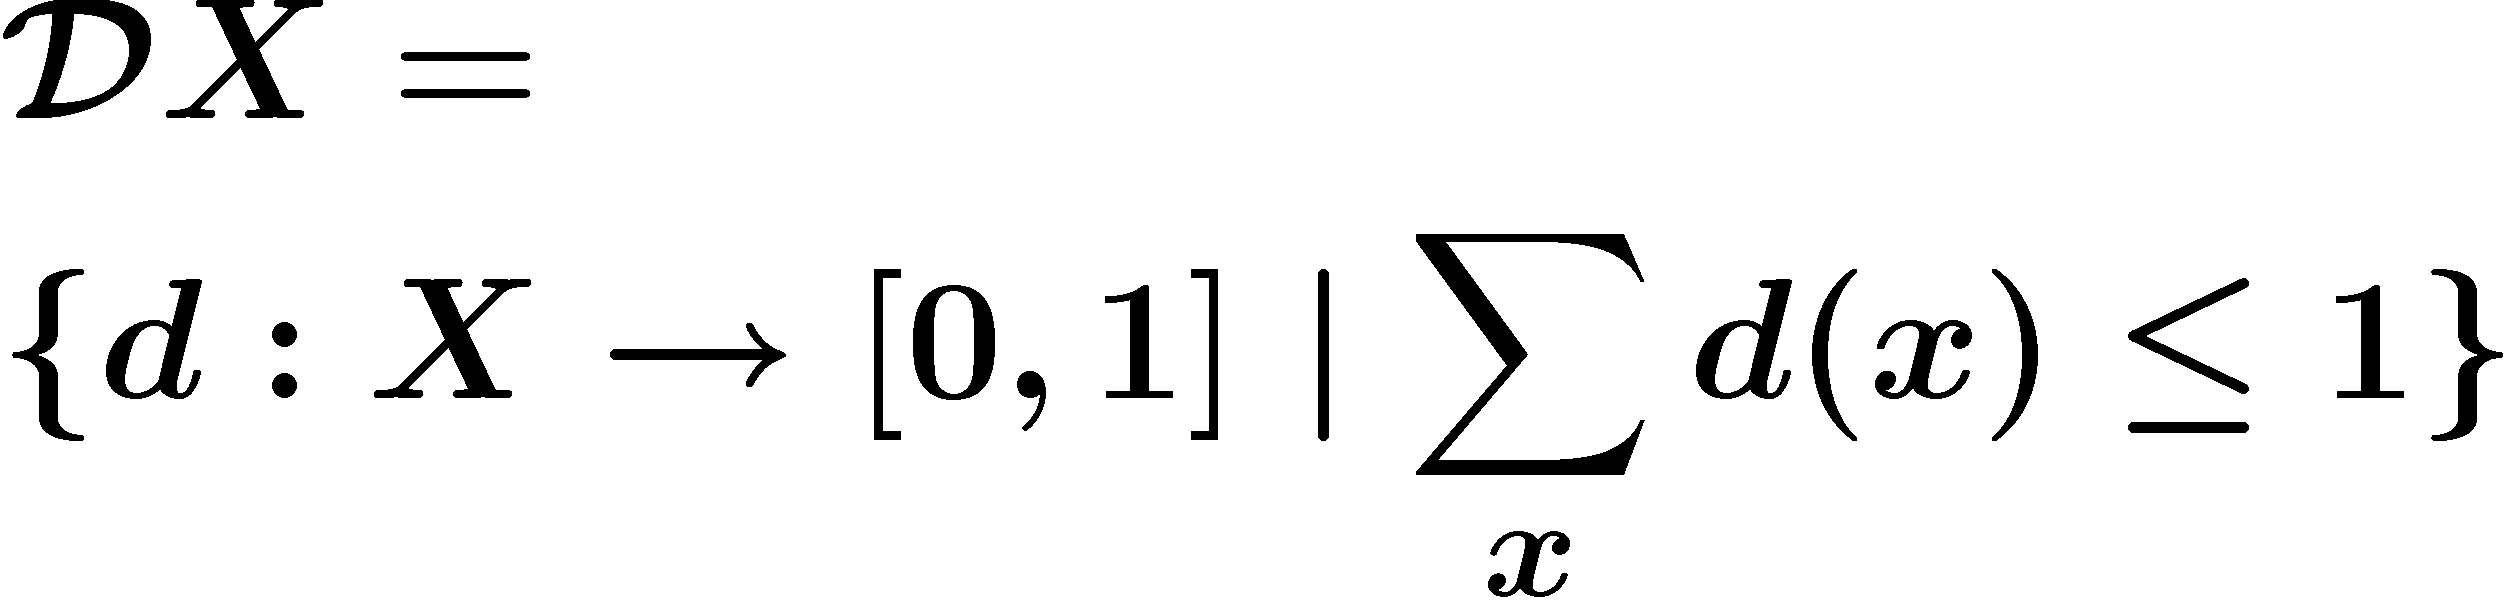 𝒟X =
{d : X → [0, 1] | ∑ₓ d(x) ≤ 1}